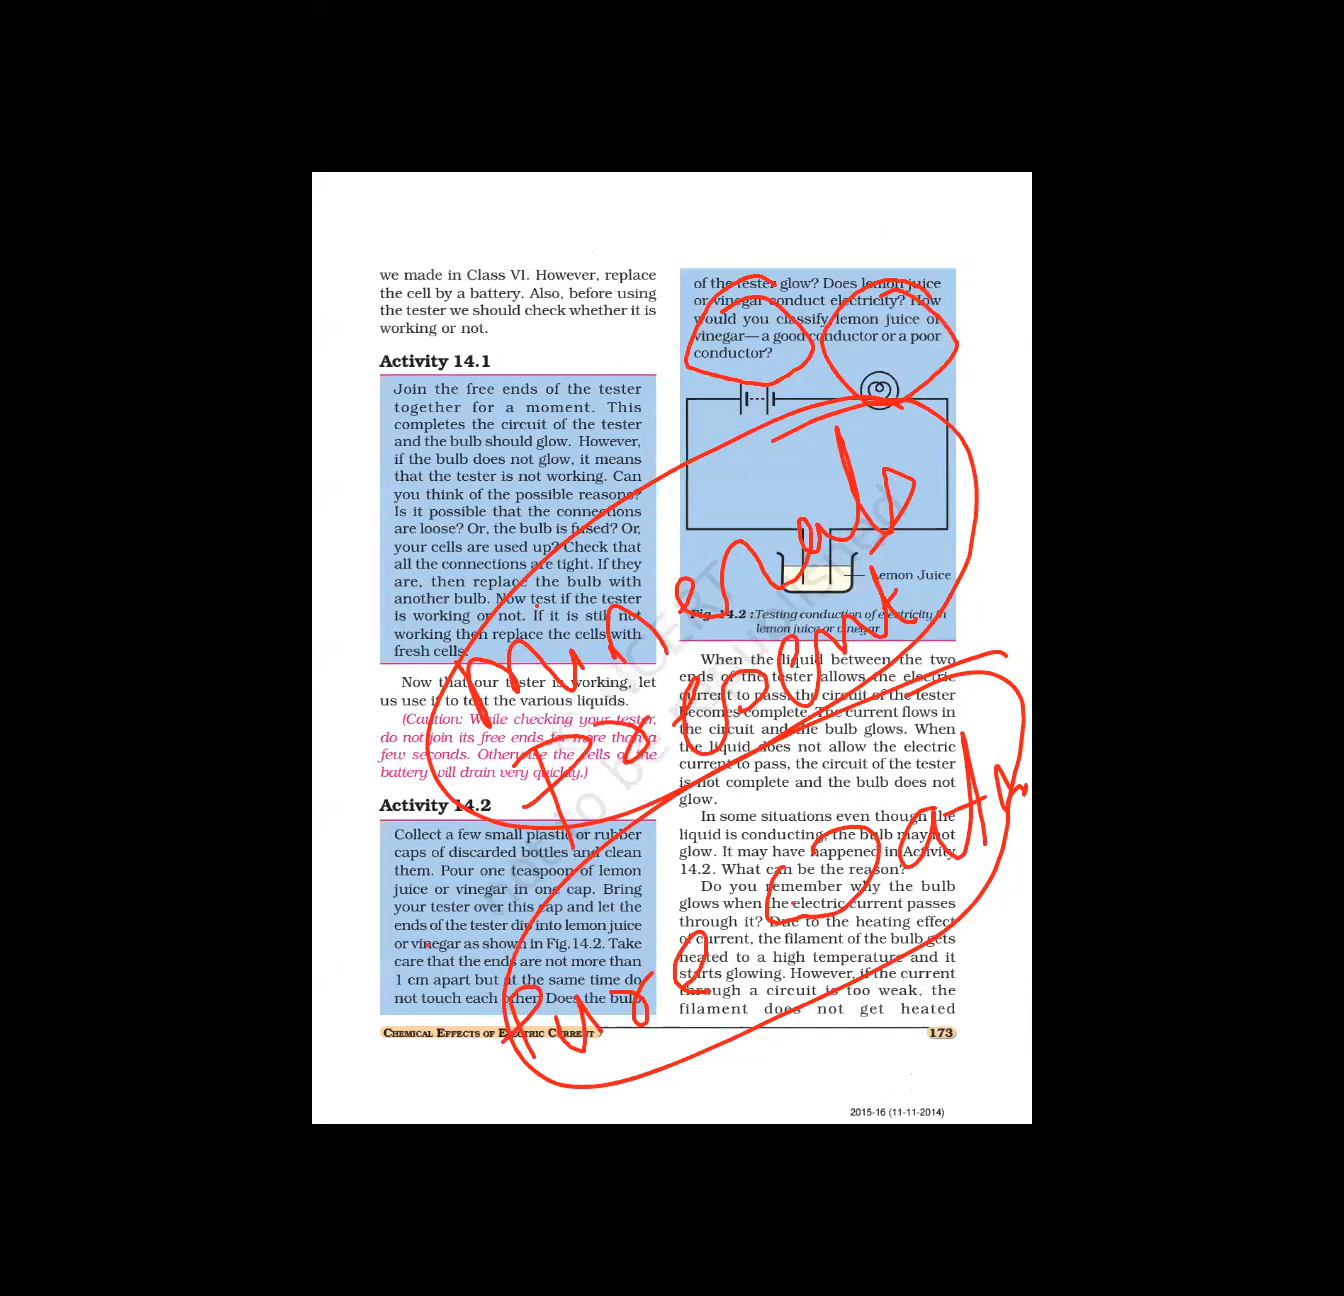 we made in Class VI. However, replace
the cell by a battery. Also, before using
the tester we should check whether it is
working or not.
Activity 14.1
Join the free ends of the tester
together for a moment. This
completes the circuit of the tester
and the bulb should glow. However,
if the bulb does not glow, it means
that the tester is not working. Can
you think of the possible reasons?
Is it possible that the connections
are loose? Or, the bulb is fused? Or,
your cells are used up? Check that
all the connections are tight. If they
are, then replace the bulb with
another bulb. Now test if the tester
is working or not. If it is still not
working then replace the cells with
fresh cells.
Now that our tester is working, let
us use it to test the various liquids.
(Caution: While checking your tester,
do not join its free ends for more than a
few seconds. Otherwise the cells of the
battery will drain very quickly.)
Activity 14.2
Collect a few small plastic or rubber
caps of discarded bottles and clean
them. Pour one teaspoon of lemon
juice or vinegar in one cap. Bring
your tester over this cap and let the
ends of the tester dip into lemon juice
or vinegar as shown in Fig.14.2. Take
care that the ends are not more than
1 cm apart but at the same time do
not touch each other. Does the bulb
of the tester glow? Does lemon juice
or vinegar conduct electricity? How
would you classify lemon juice or
vinegar— a good conductor or a poor
conductor?
Lemon Juice
Fig. 14.2 : Testing conduction of electricity in
lemon juice or vinegar
When the liquid between the two
ends of the tester allows the electric
current to pass, the circuit of the tester
becomes complete. The current flows in
the circuit and the bulb glows. When
the liquid does not allow the electric
current to pass, the circuit of the tester
is not complete and the bulb does not
glow.
In some situations even though the
liquid is conducting, the bulb may not
glow. It may have happened in Activity
14.2. What can be the reason?
Do you remember why the bulb
glows when the electric current passes
through it? Due to the heating effect
of current, the filament of the bulb gets
heated to a high temperature and it
starts glowing. However, if the current
through a circuit is too weak, the
filament does not get heated
Minerals
Pure
CHEMICAL EFFECTS OF ELECTRIC CURRENT
173
2015-16 (11-11-2014)